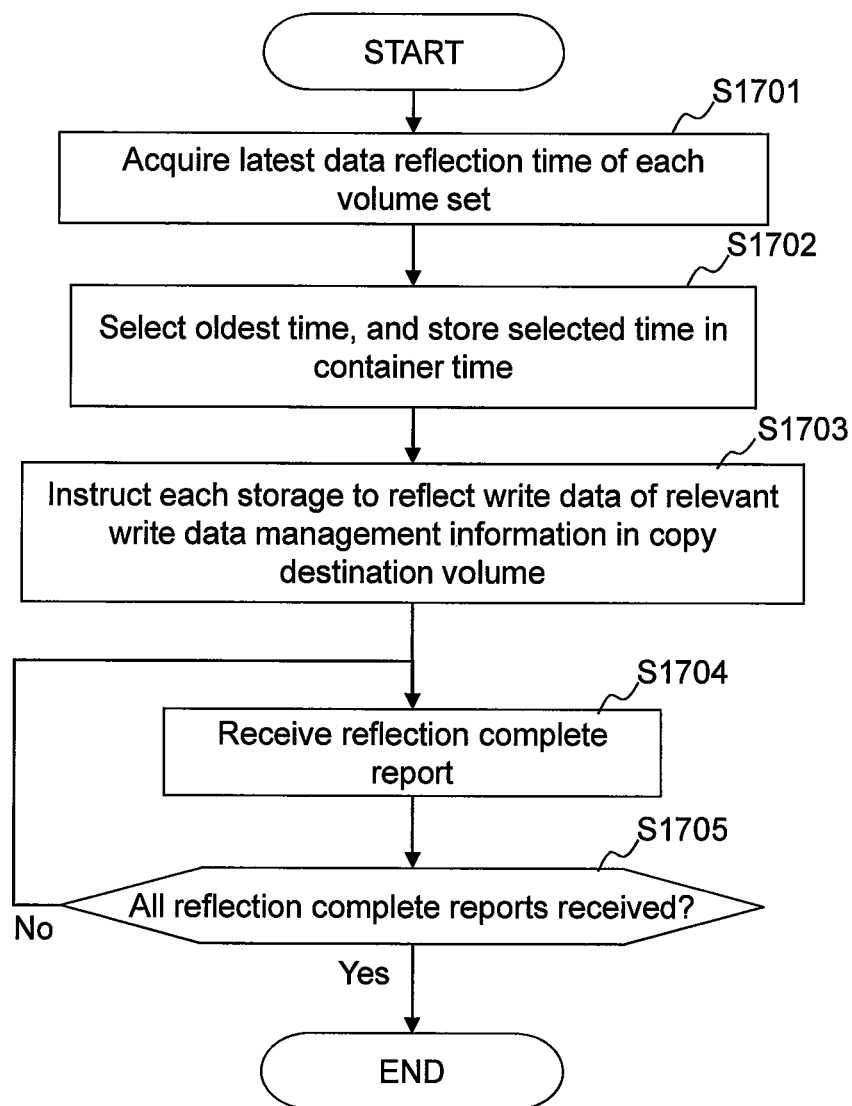 START
S1701
Acquire latest data reflection time of each
volume set
S1702
Select oldest time, and store selected time in
container time
S1703
Instruct each storage to reflect write data of relevant
write data management information in copy
destination volume
S1704
Receive reflection complete
report
S1705
All reflection complete reports received?
No
Yes
END